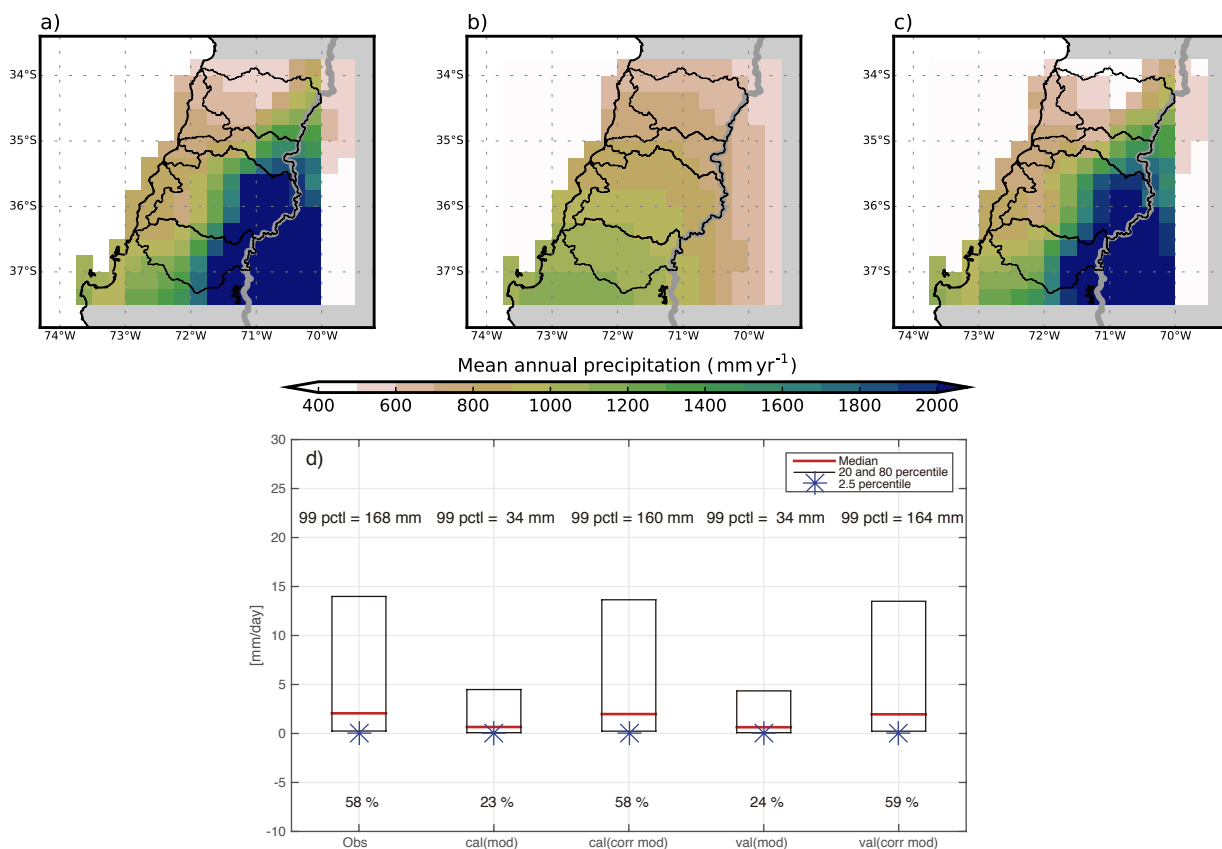 a)
b)
c)
34°S
35°S
36°S
37°S
74°W 73°W 72°W 71°W 70°W
34°S
35°S
36°S
37°S
74°W 73°W 72°W 71°W 70°W
34°S
35°S
36°S
37°S
74°W 73°W 72°W 71°W 70°W
Mean annual precipitation (mm yr⁻¹)
400 600 800 1000 1200 1400 1600 1800 2000
d)
Median
20 and 80 percentile
2.5 percentile
99 pctl = 168 mm 99 pctl = 34 mm 99 pctl = 160 mm 99 pctl = 34 mm 99 pctl = 164 mm
[mm/day]
30
25
20
15
10
5
0
-5
-10
58 % 23 % 58 % 24 % 59 %
Obs cal(mod) cal(corr mod) val(mod) val(corr mod)